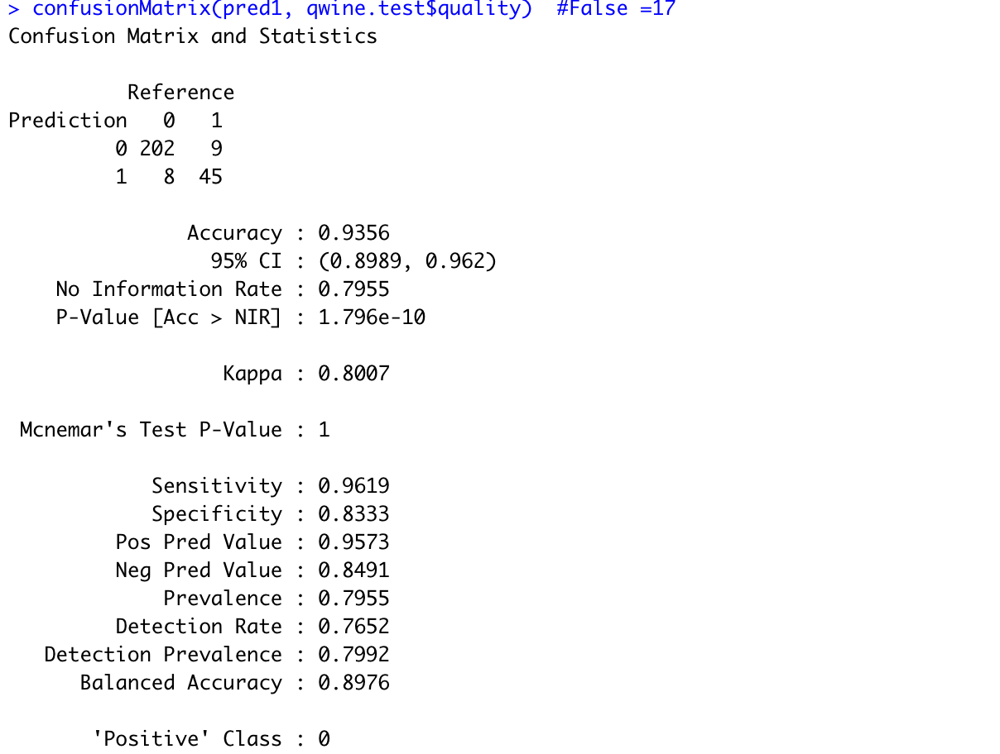 > confusionMatrix(pred1, qwine.test$quality)  #False =17
Confusion Matrix and Statistics
Reference
Prediction 0 1
0 202 9
1 8 45
Accuracy : 0.9356
95% CI : (0.8989, 0.962)
No Information Rate : 0.7955
P-Value [Acc > NIR] : 1.796e-10
Kappa : 0.8007
Mcnemar's Test P-Value : 1
Sensitivity : 0.9619
Specificity : 0.8333
Pos Pred Value : 0.9573
Neg Pred Value : 0.8491
Prevalence : 0.7955
Detection Rate : 0.7652
Detection Prevalence : 0.7992
Balanced Accuracy : 0.8976
'Positive' Class : 0